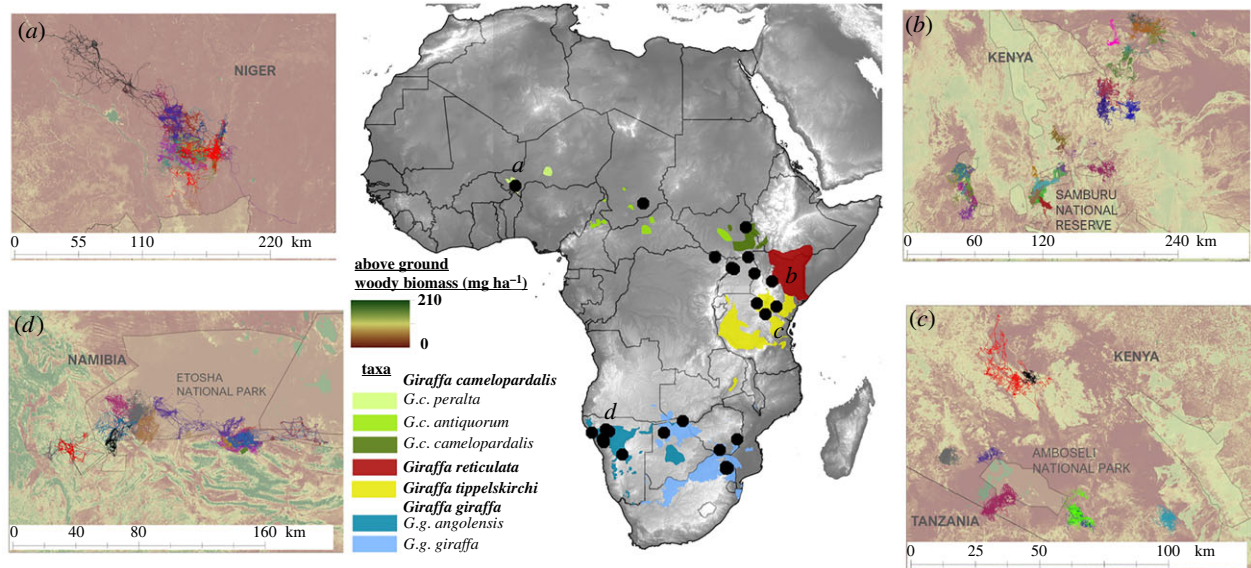 (a)
NIGER
0 55 110 220 km
(b)
KENYA
SAMBURU
NATIONAL
RESERVE
0 60 120 240 km
a
b
c
d
above ground
woody biomass (mg ha–1)
210
0
taxa
Giraffa camelopardalis
G.c. peralta
G.c. antiquorum
G.c. camelopardalis
Giraffa reticulata
Giraffa tippelskirchi
Giraffa giraffa
G.g. angolensis
G.g. giraffa
(d)
NAMIBIA
ETOSHA
NATIONAL PARK
0 40 80 160 km
(c)
KENYA
AMBOSELI
NATIONAL PARK
TANZANIA
0 25 50 100 km